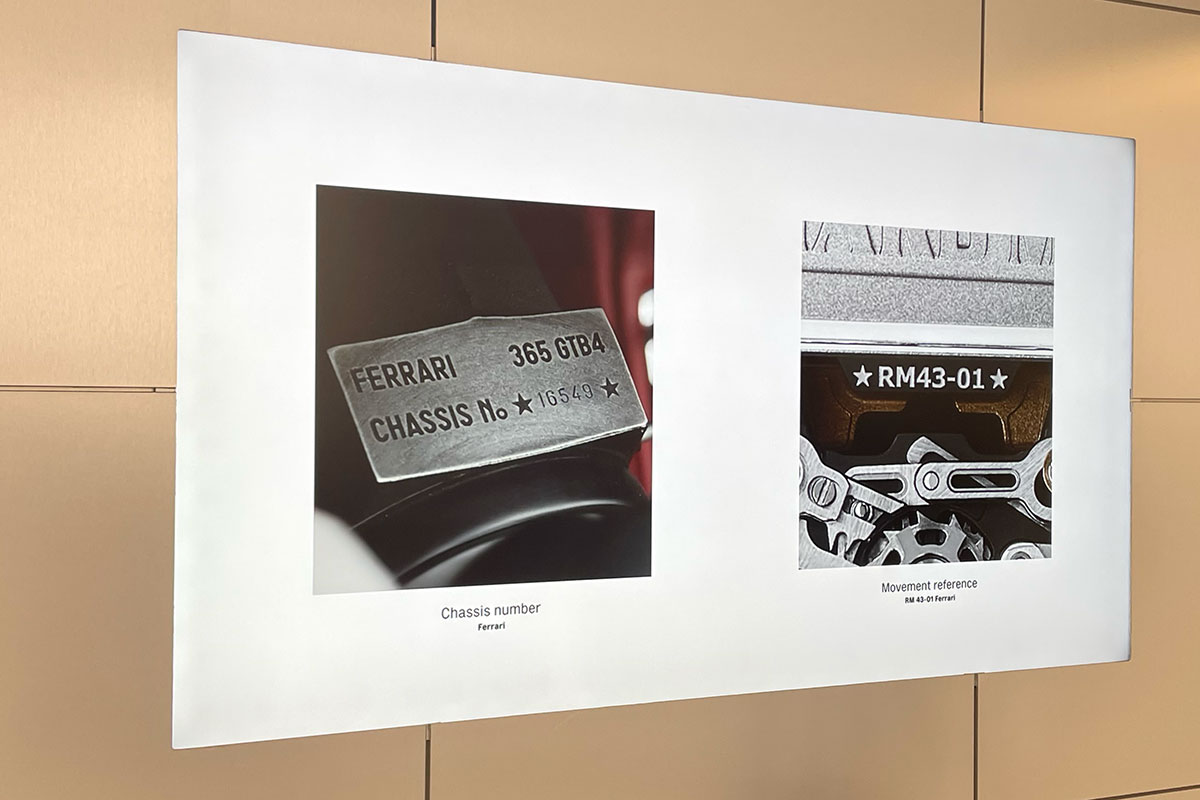 FERRARI 365 GTB4
CHASSIS No ★ 16549 ★
Chassis number
Ferrari
★ RM43-01 ★
Movement reference
RM 43-01 Ferrari